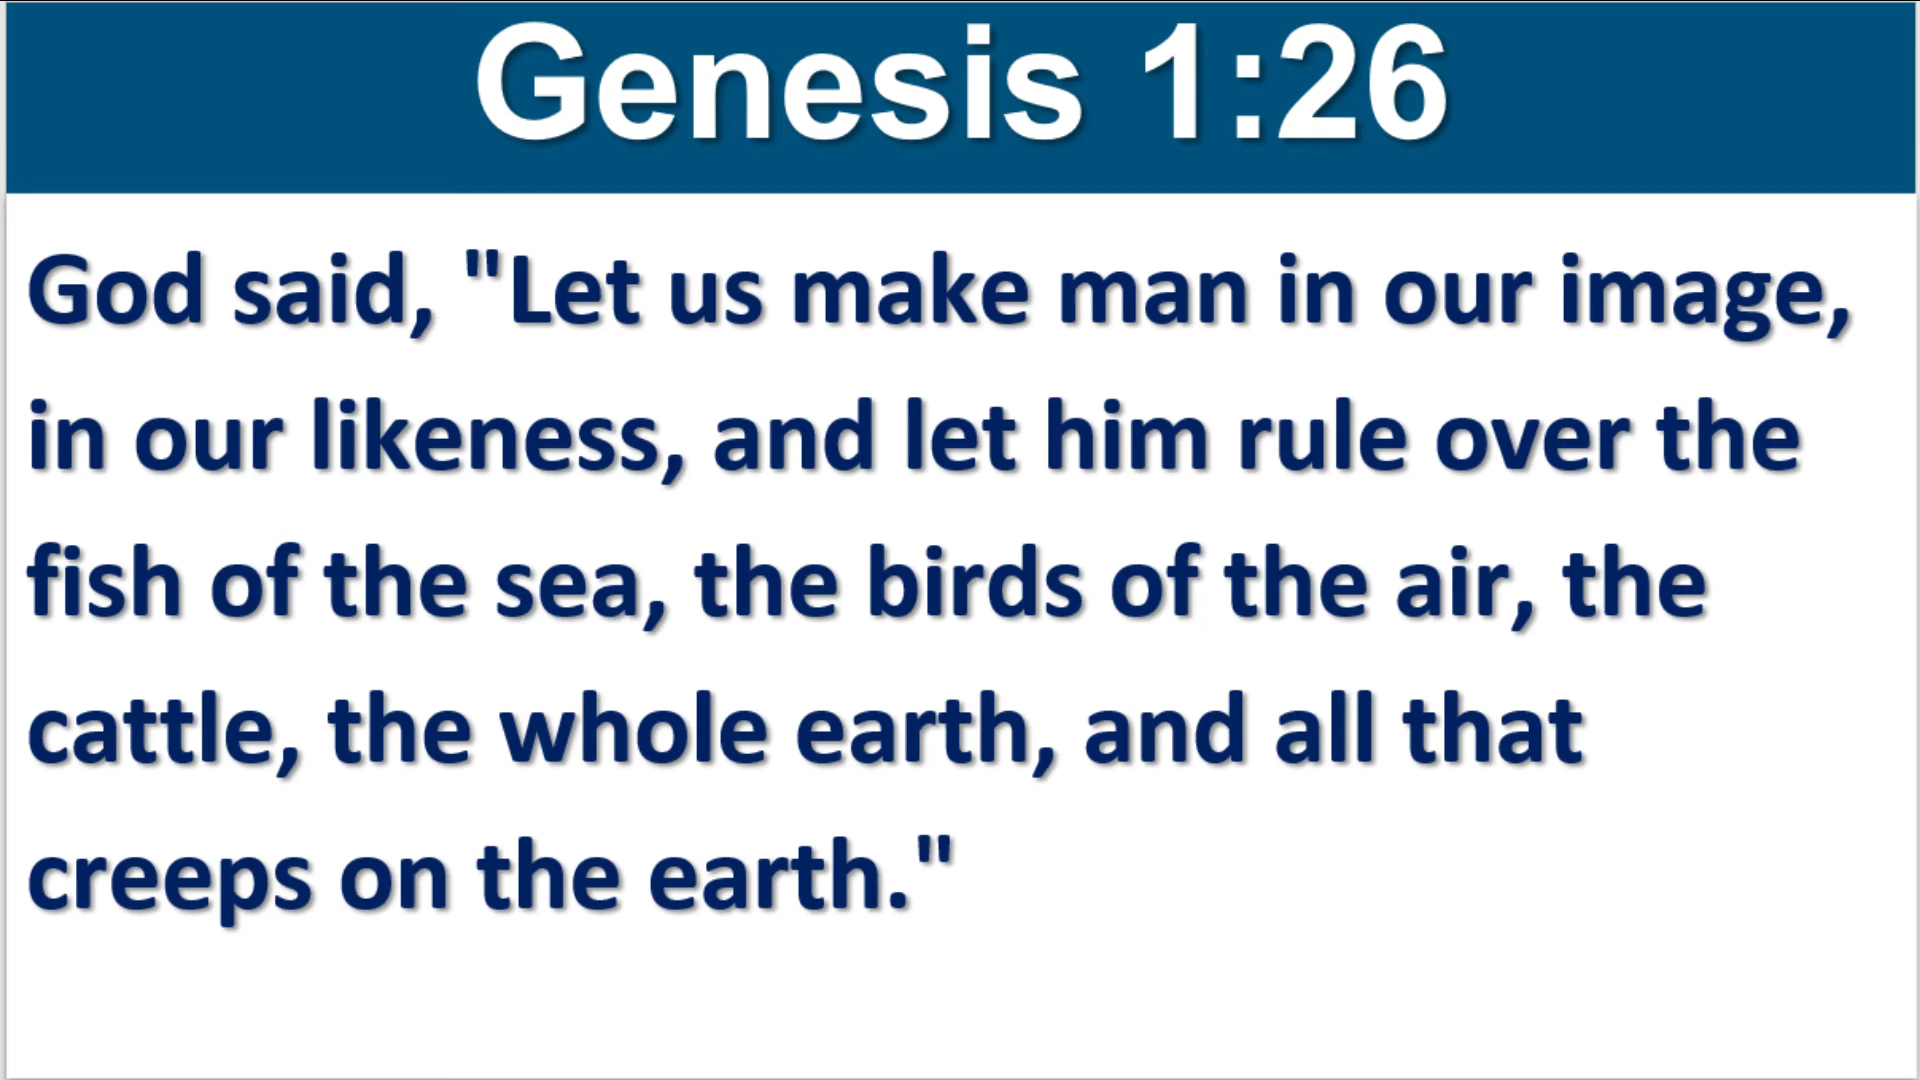 Genesis 1:26
God said, "Let us make man in our image,
in our likeness, and let him rule over the
fish of the sea, the birds of the air, the
cattle, the whole earth, and all that
creeps on the earth."